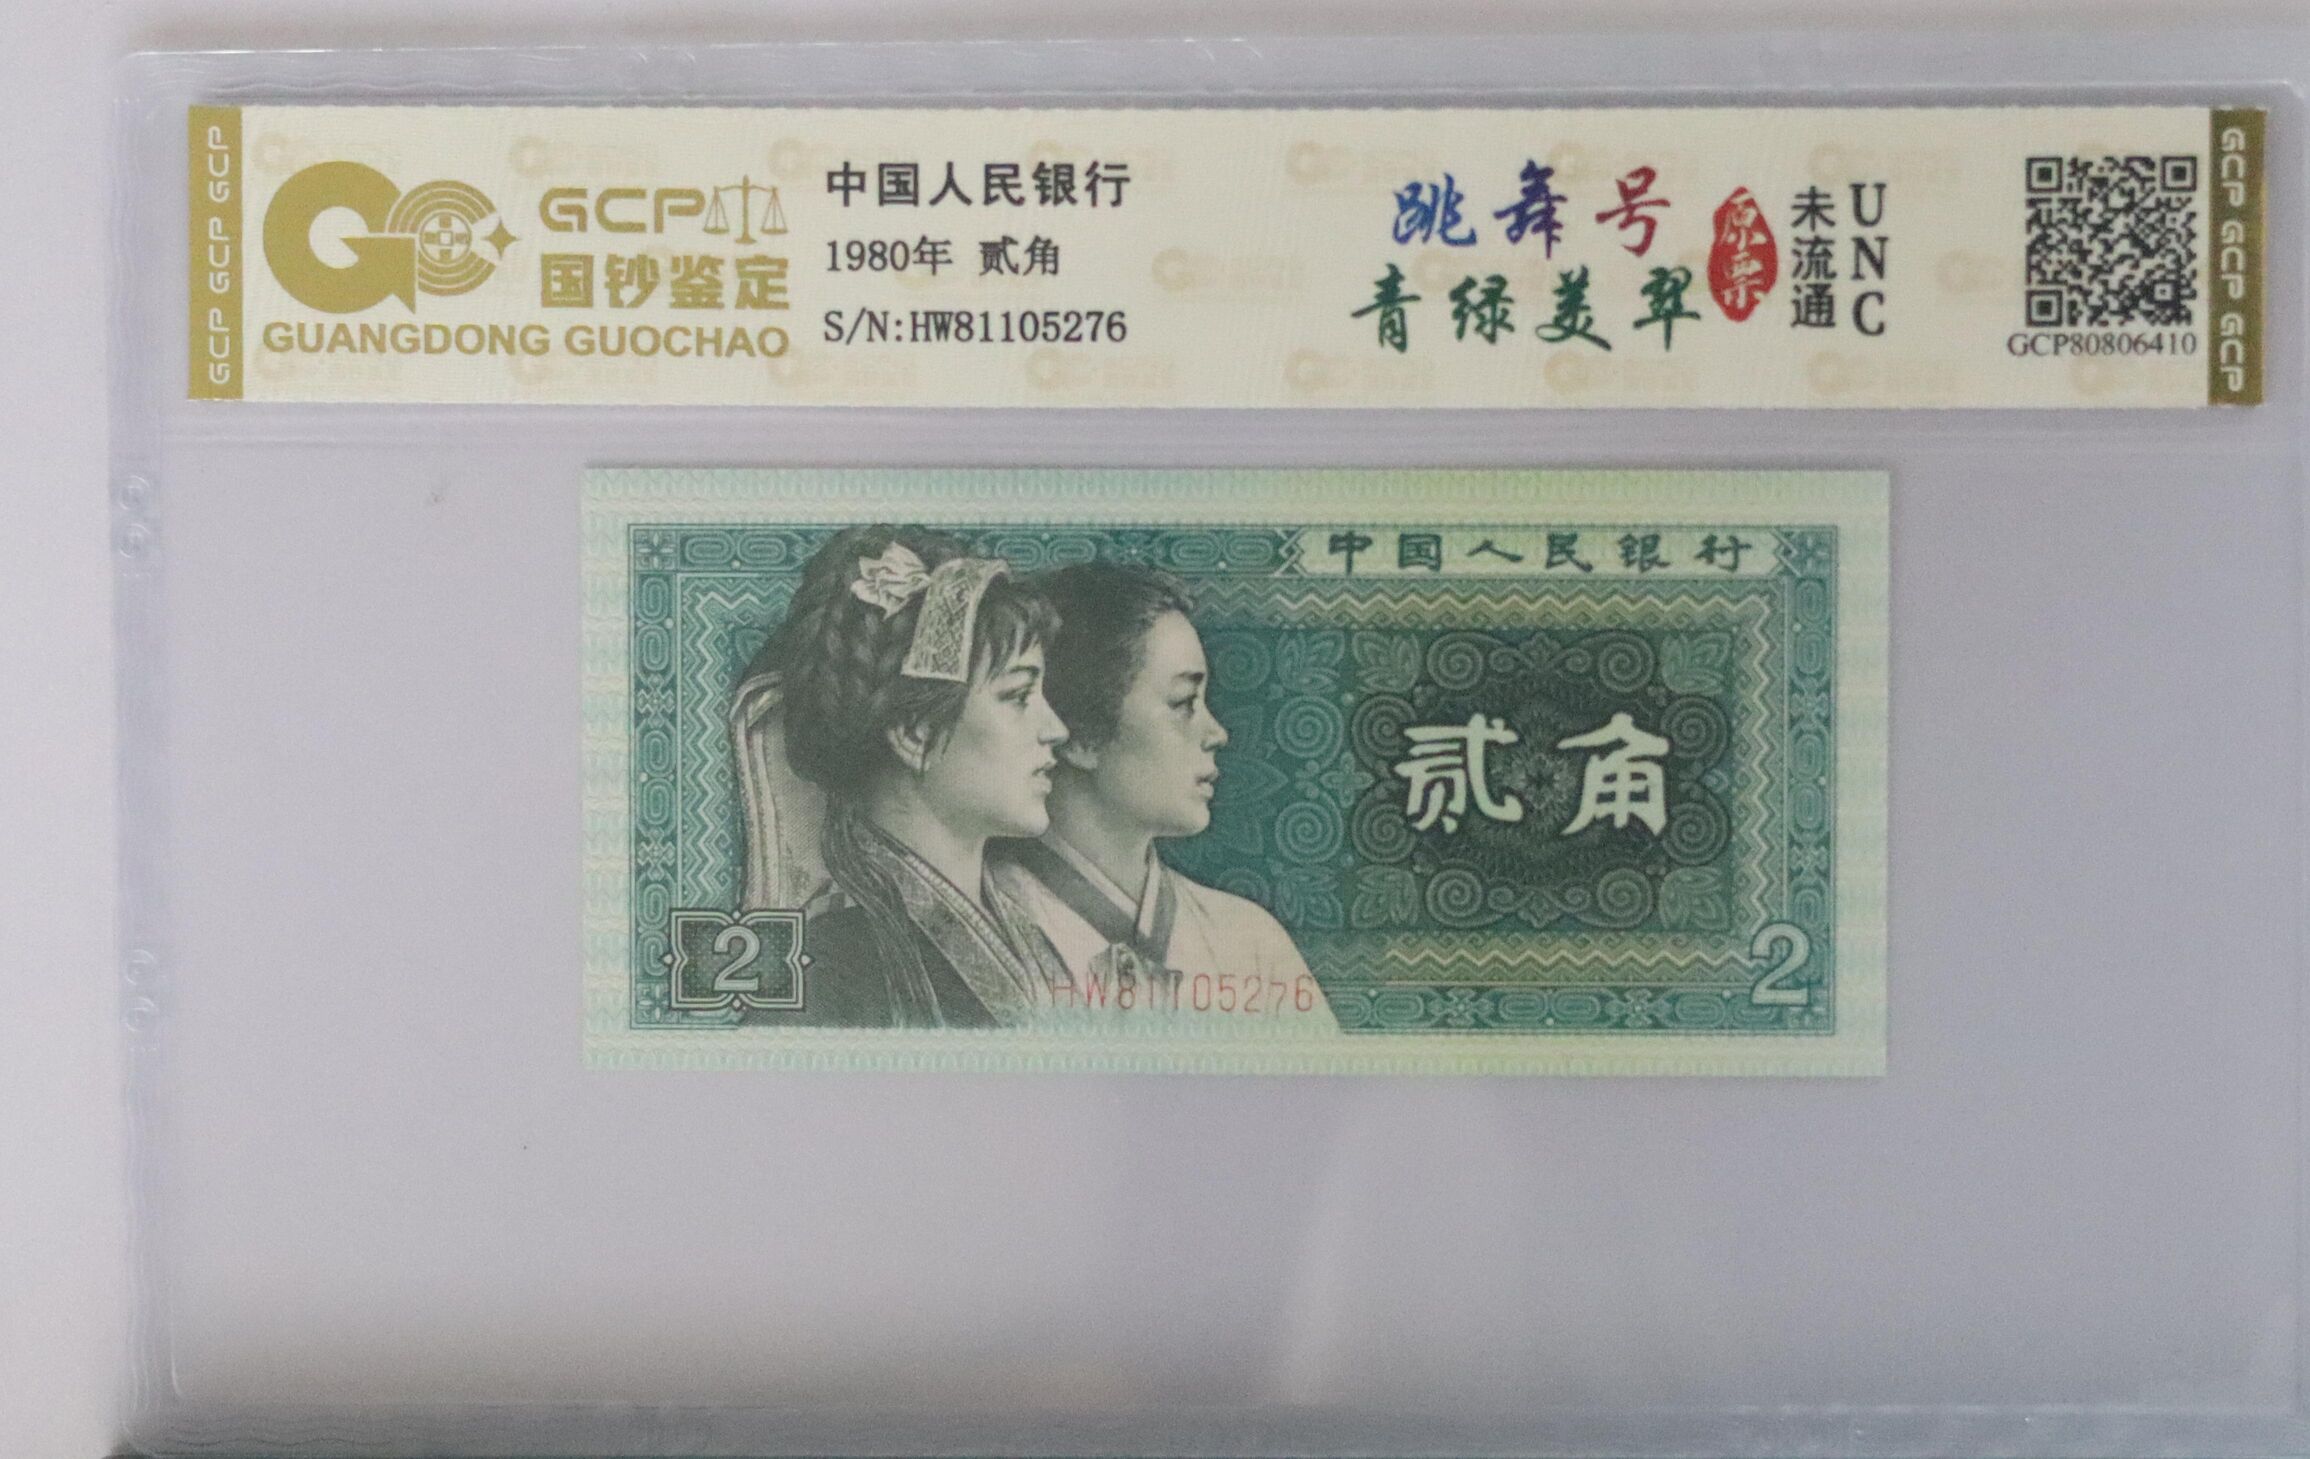 GCP GCP GCP
GCP
国钞鉴定
GUANGDONG GUOCHAO
中国人民银行
1980年 贰角
S/N:HW81105276
跳舞号
青绿美翠
原票
未流通
UNC
GCP80806410
GCP GCP GCP
中国人民银行
贰角
2
HW81105276
2